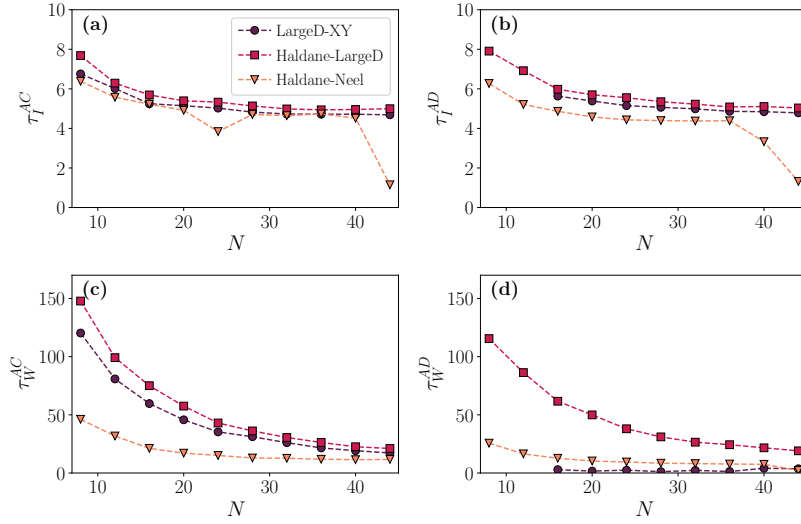 (a)
LargeD-XY
Haldane-LargeD
Haldane-Neel
τ_I^{AC}
10
8
6
4
2
0
10 20 30 40
N
(b)
τ_I^{AD}
10
8
6
4
2
0
10 20 30 40
N
(c)
τ_W^{AC}
150
100
50
0
10 20 30 40
N
(d)
τ_W^{AD}
150
100
50
0
10 20 30 40
N